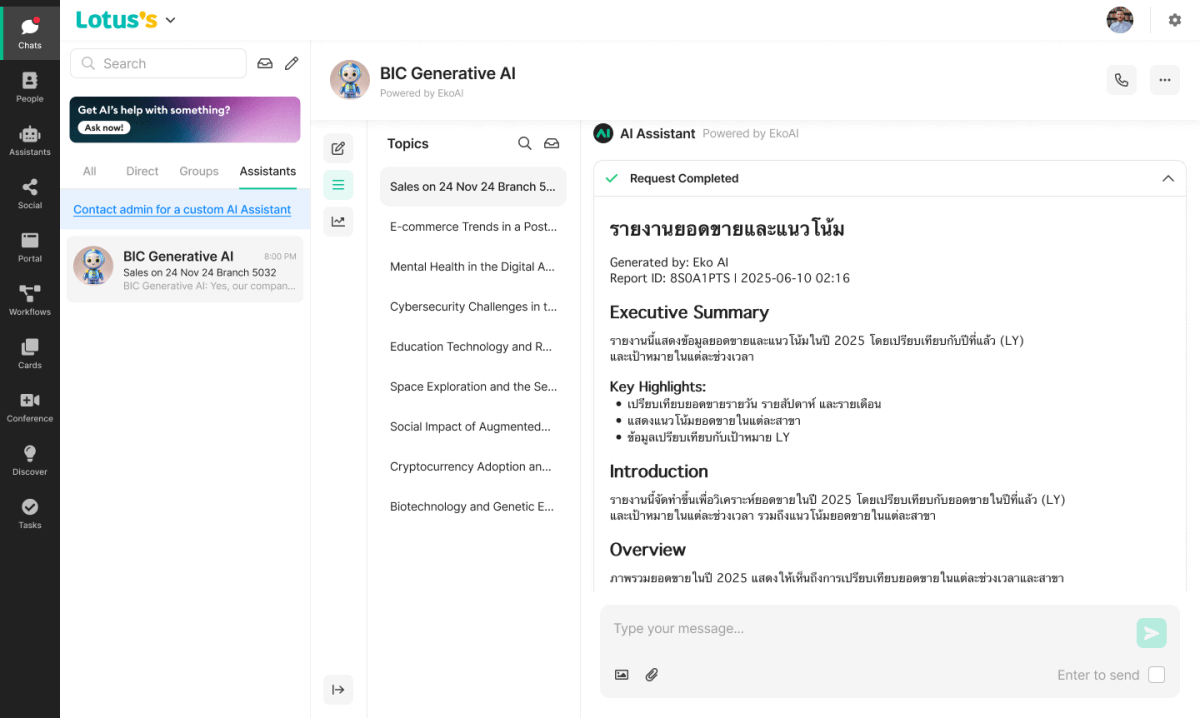 Lotus's
Chats
People
Assistants
Social
Portal
Workflows
Cards
Conference
Discover
Tasks
Search
Get AI's help with something?
Ask now!
All Direct Groups Assistants
Contact admin for a custom AI Assistant
BIC Generative AI 8:00 PM
Sales on 24 Nov 24 Branch 5032
BIC Generative AI: Yes, our compan...
BIC Generative AI
Powered by EkoAI
Topics
Sales on 24 Nov 24 Branch 5...
E-commerce Trends in a Post...
Mental Health in the Digital A...
Cybersecurity Challenges in t...
Education Technology and R...
Space Exploration and the Se...
Social Impact of Augmented...
Cryptocurrency Adoption an...
Biotechnology and Genetic E...
AI Assistant Powered by EkoAI
Request Completed
รายงานยอดขายและแนวโน้ม
Generated by: Eko AI
Report ID: 8S0A1PTS | 2025-06-10 02:16
Executive Summary
รายงานนี้แสดงข้อมูลยอดขายและแนวโน้มในปี 2025 โดยเปรียบเทียบกับปีที่แล้ว (LY)
และเป้าหมายในแต่ละช่วงเวลา
Key Highlights:
• เปรียบเทียบยอดขายรายวัน รายสัปดาห์ และรายเดือน
• แสดงแนวโน้มยอดขายในแต่ละสาขา
• ข้อมูลเปรียบเทียบกับเป้าหมาย LY
Introduction
รายงานนี้จัดทำขึ้นเพื่อวิเคราะห์ยอดขายในปี 2025 โดยเปรียบเทียบกับยอดขายในปีที่แล้ว (LY)
และเป้าหมายในแต่ละช่วงเวลา รวมถึงแนวโน้มยอดขายในแต่ละสาขา
Overview
ภาพรวมยอดขายในปี 2025 แสดงให้เห็นถึงการเปรียบเทียบยอดขายในแต่ละช่วงเวลาและสาขา
Type your message...
Enter to send